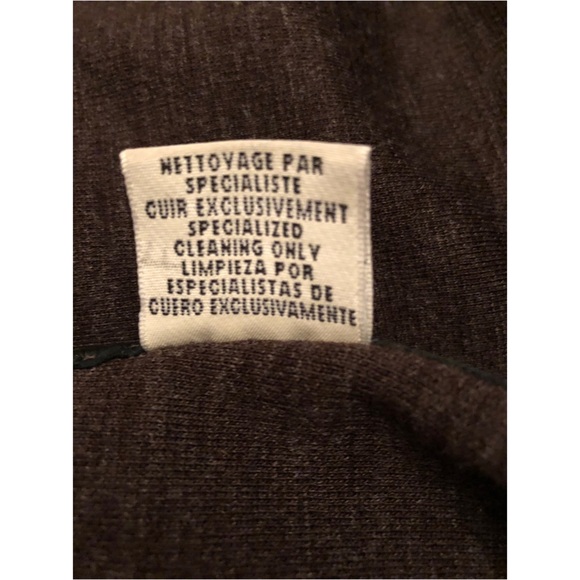 NETTOYAGE PAR
SPECIALISTE
CUIR EXCLUSIVEMENT
SPECIALIZED
CLEANING ONLY
LIMPIEZA POR
ESPECIALISTAS DE
CUERO EXCLUSIVAMENTE